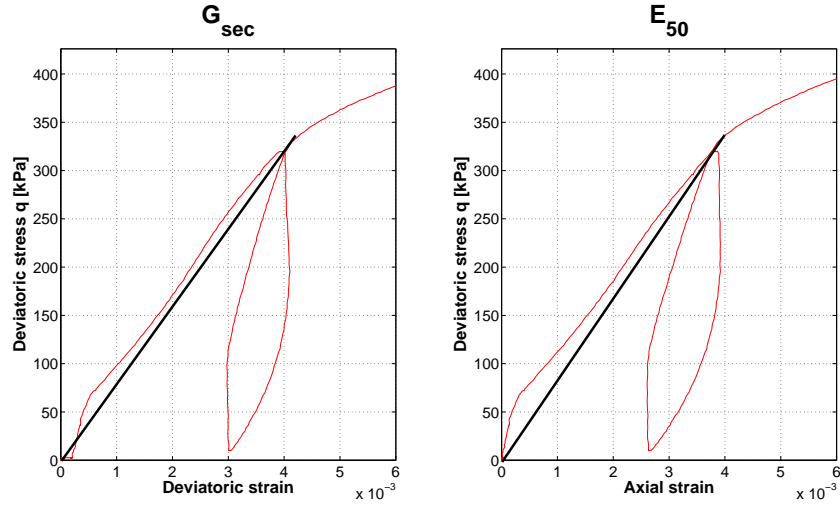 G_sec
400
350
300
250
200
150
100
50
0
Deviatoric stress q [kPa]
0 1 2 3 4 5 6
Deviatoric strain
x 10^-3
E_50
400
350
300
250
200
150
100
50
0
Deviatoric stress q [kPa]
0 1 2 3 4 5 6
Axial strain
x 10^-3